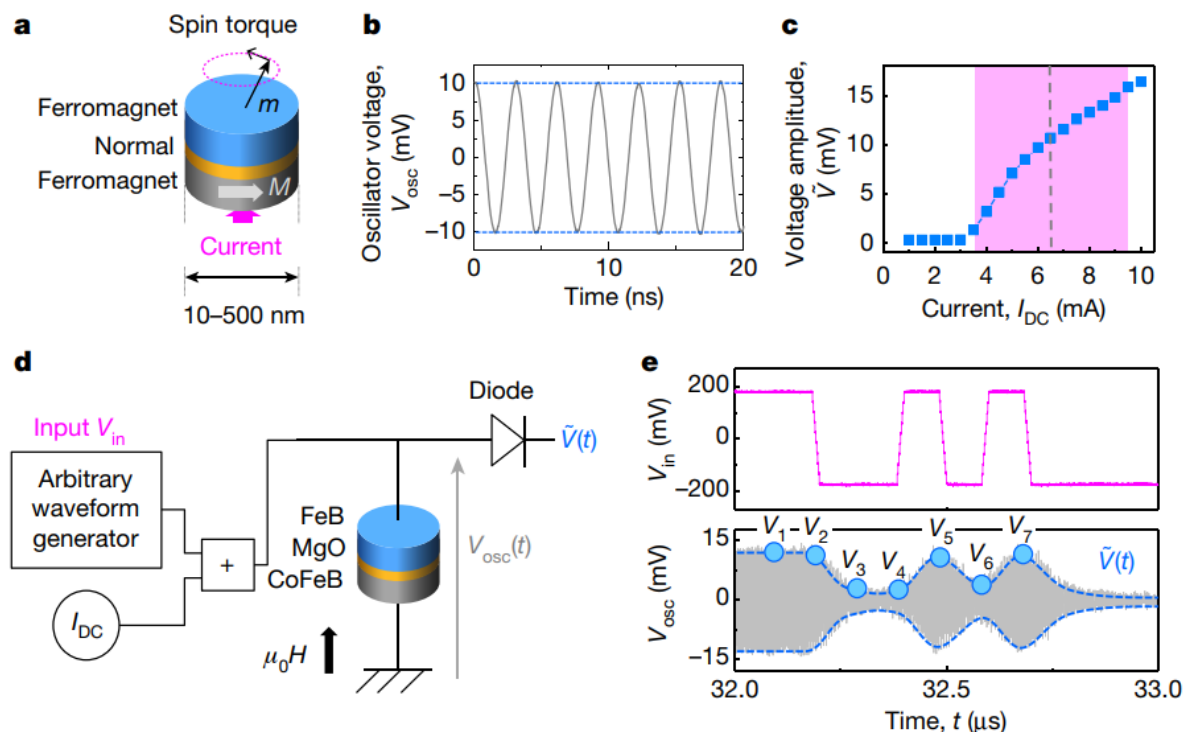 a
Spin torque
m
Ferromagnet
Normal
Ferromagnet
M
Current
10–500 nm
b
Oscillator voltage,
V_osc (mV)
10
5
0
−5
−10
0
10
20
Time (ns)
c
Voltage amplitude,
Ṽ (mV)
15
10
5
0
0
2
4
6
8
10
Current, I_DC (mA)
d
Input V_in
Arbitrary
waveform
generator
+
I_DC
FeB
MgO
CoFeB
μ₀H
Diode
Ṽ(t)
V_osc(t)
e
V_in (mV)
200
0
−200
V_osc (mV)
15
0
−15
V₁
V₂
V₃
V₄
V₅
V₆
V₇
Ṽ(t)
32.0
32.5
33.0
Time, t (μs)